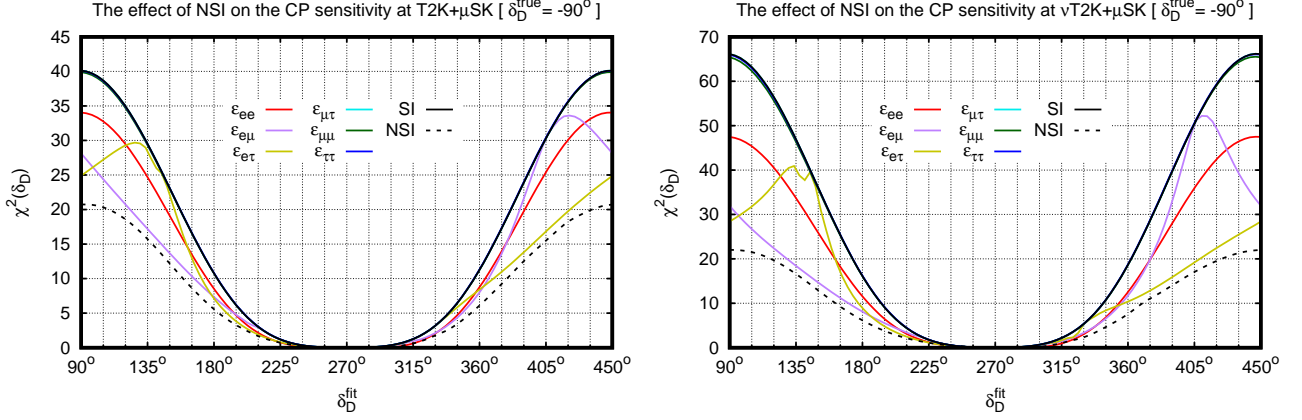 The effect of NSI on the CP sensitivity at T2K+μSK [ δ_D^true = -90° ]
45
40
35
30
25
20
15
10
5
0
χ²(δ_D)
ε_ee
ε_eμ
ε_eτ
ε_μτ
ε_μμ
ε_ττ
SI
NSI
90° 135° 180° 225° 270° 315° 360° 405° 450°
δ_D^fit
The effect of NSI on the CP sensitivity at νT2K+μSK [ δ_D^true = -90° ]
70
60
50
40
30
20
10
0
χ²(δ_D)
ε_ee
ε_eμ
ε_eτ
ε_μτ
ε_μμ
ε_ττ
SI
NSI
90° 135° 180° 225° 270° 315° 360° 405° 450°
δ_D^fit